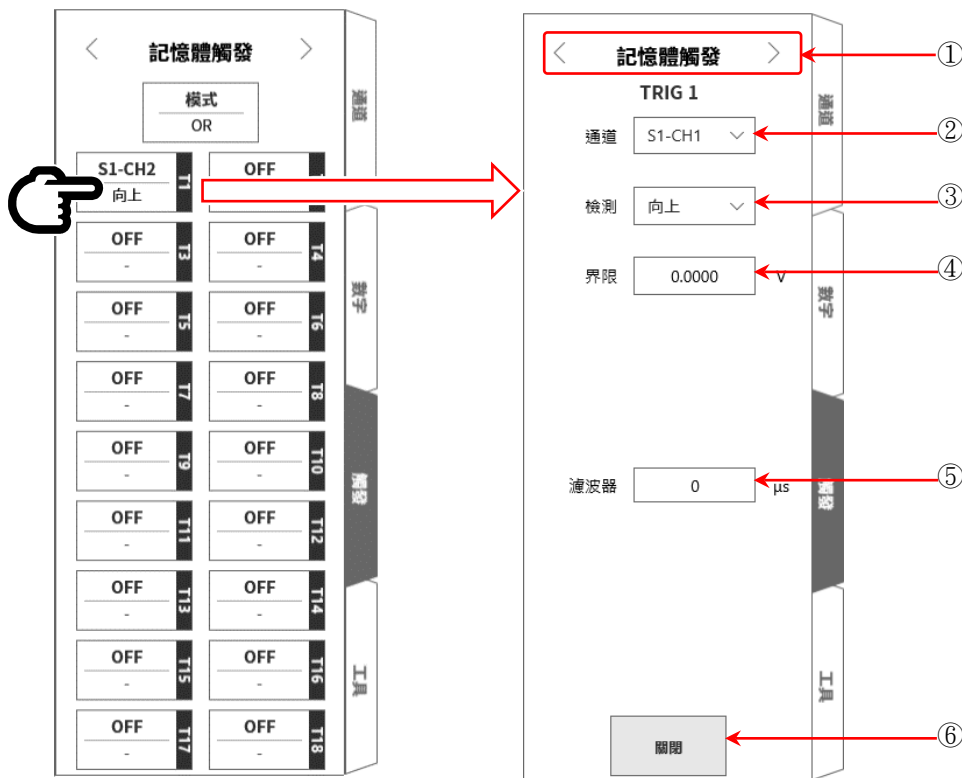 記憶體觸發
模式
OR
S1-CH2
向上
T1
OFF
OFF
-
T3
OFF
-
T4
OFF
-
T5
OFF
-
T6
OFF
-
T7
OFF
-
T8
OFF
-
T9
OFF
-
T10
OFF
-
T11
OFF
-
T12
OFF
-
T13
OFF
-
T14
OFF
-
T15
OFF
-
T16
OFF
-
T17
OFF
-
T18
通道
數字
觸發
工具
記憶體觸發
①
TRIG 1
通道 S1-CH1
②
檢測 向上
③
界限 0.0000 V
④
濾波器 0 µs
⑤
關閉
⑥
通道
數字
觸發
工具